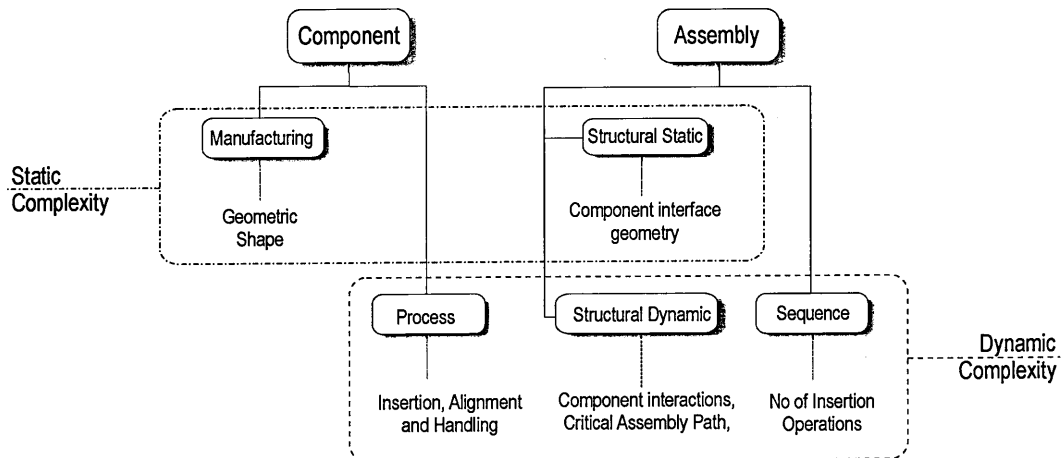 Component
Assembly
Manufacturing
Structural Static
Static
Complexity
Geometric
Shape
Component interface
geometry
Process
Structural Dynamic
Sequence
Dynamic
Complexity
Insertion, Alignment
and Handling
Component interactions,
Critical Assembly Path,
No of Insertion
Operations